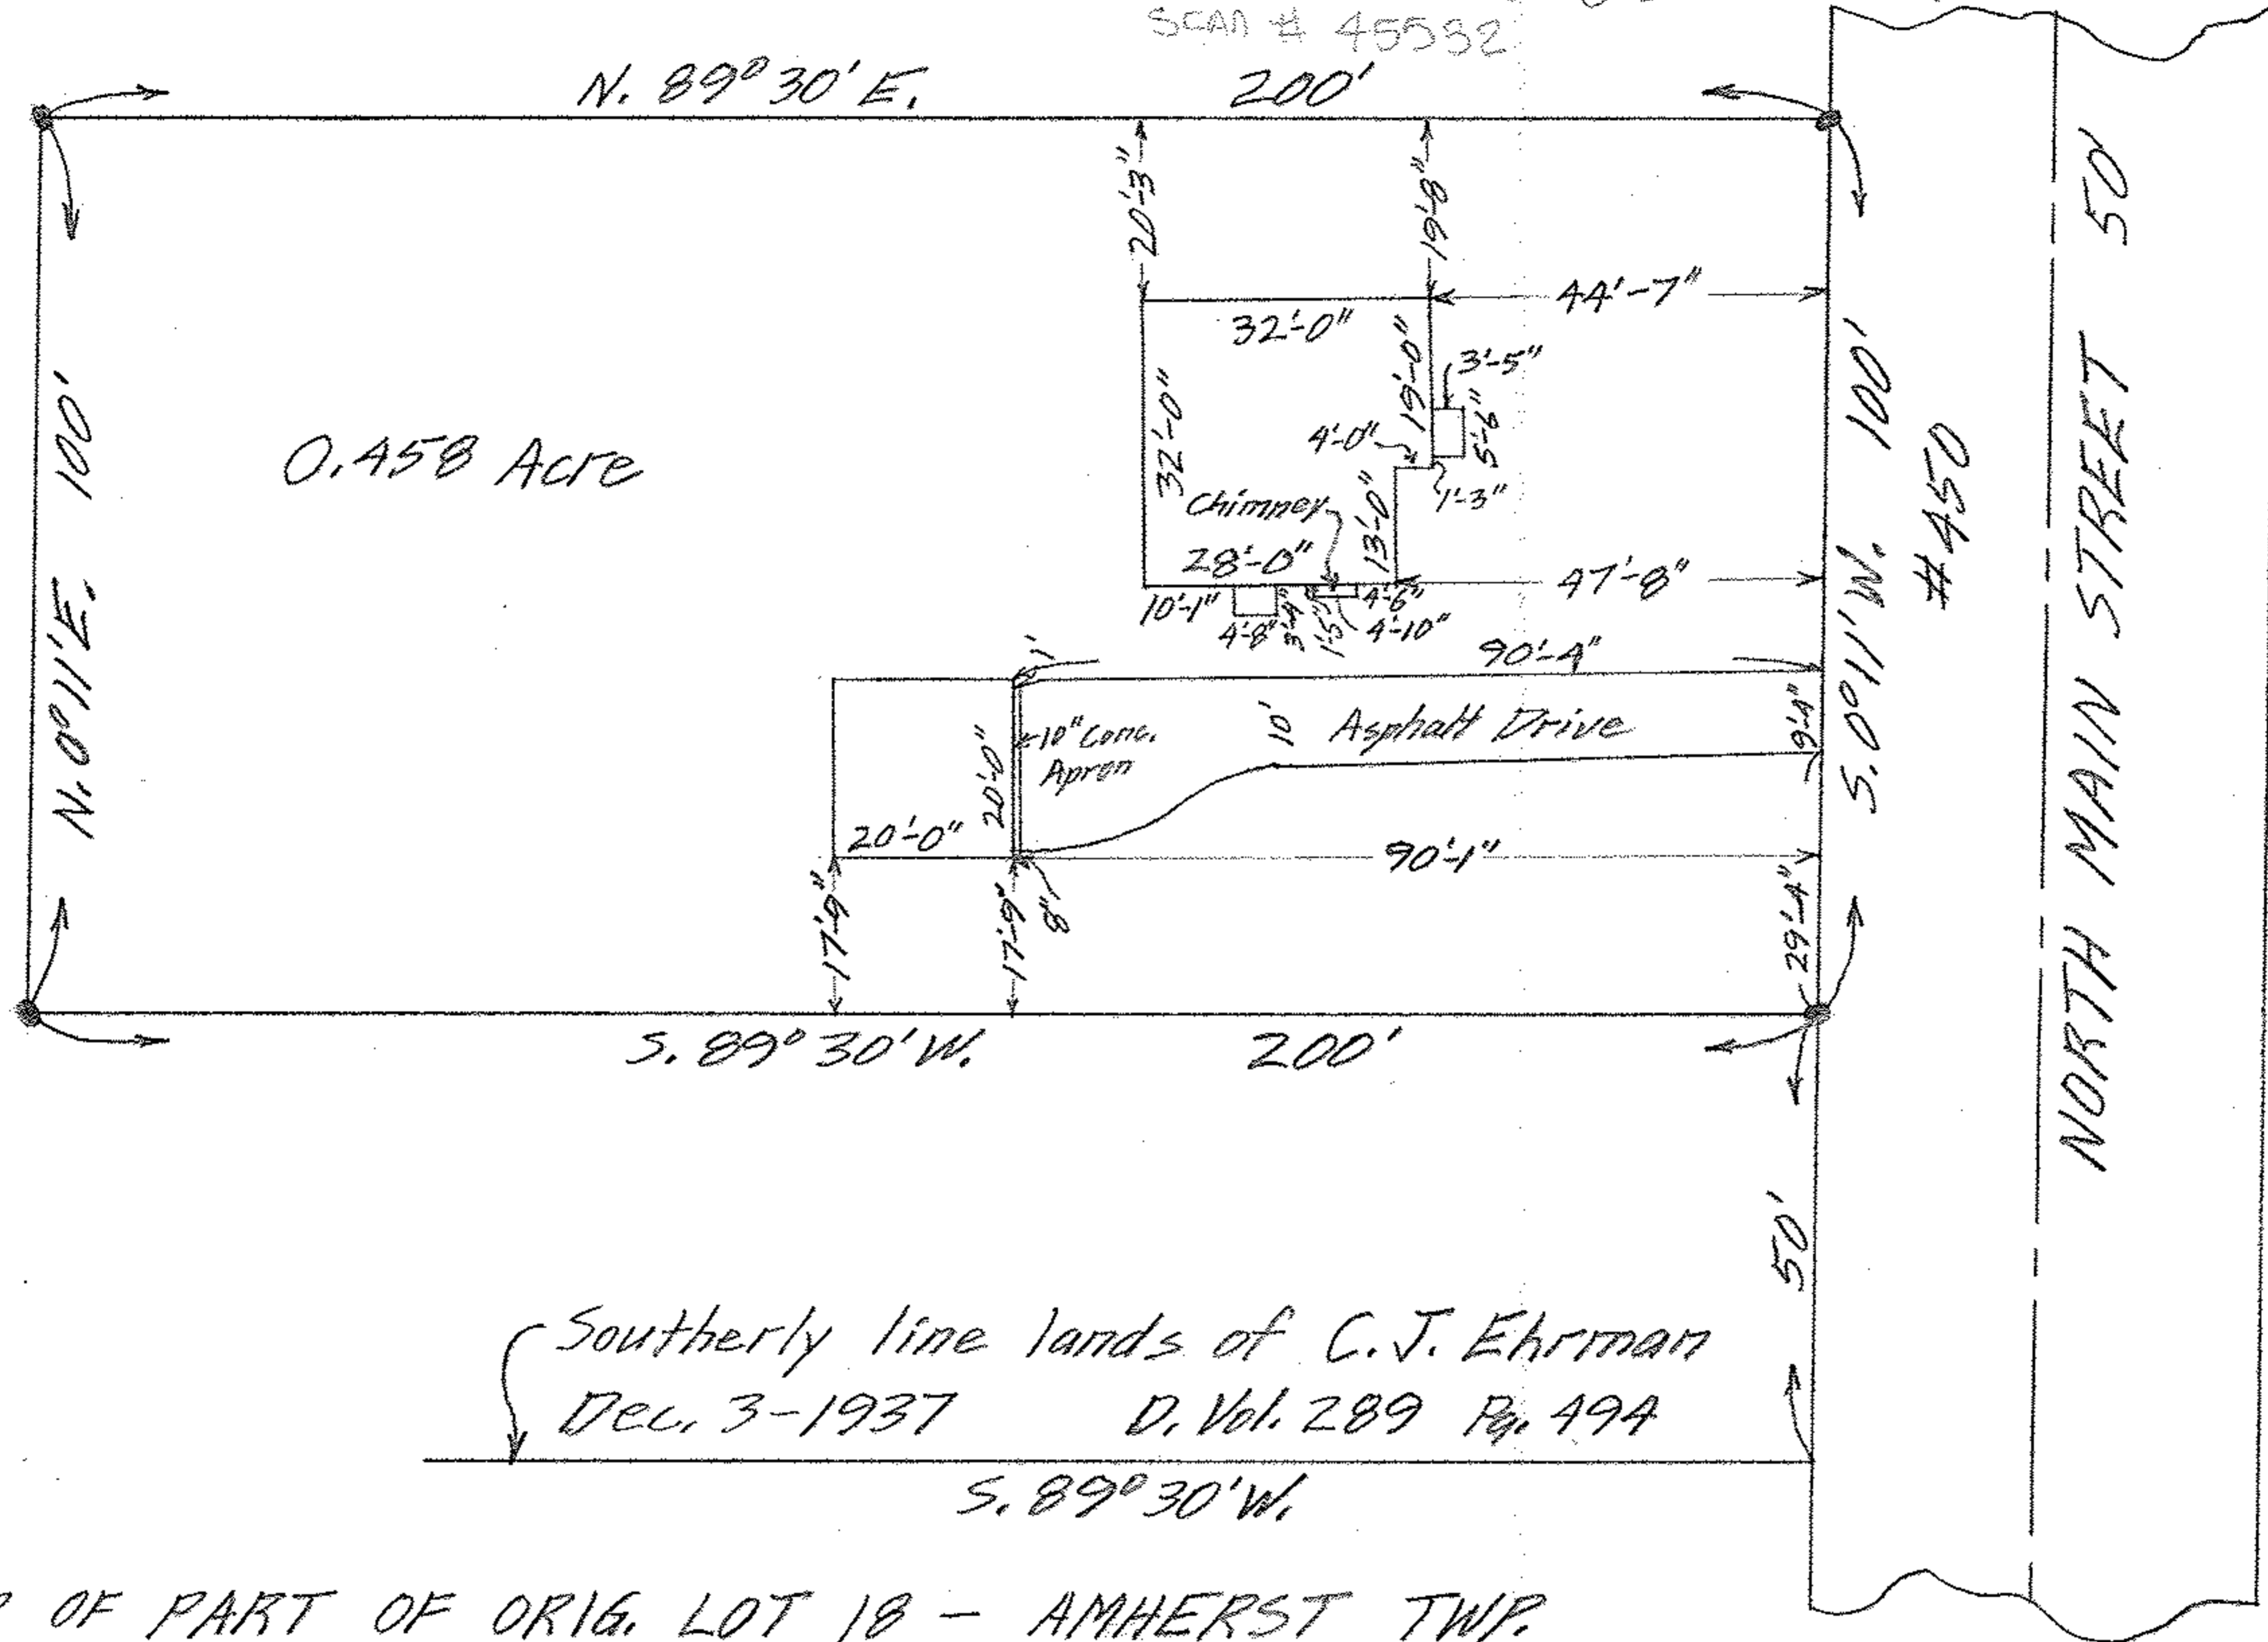 SCAN # 45532
N. 89° 30' E. 200'
20'-3"
19'-8"
44'-7"
32'-0"
19'-0"
3'-5"
5'-6"
4'-0"
1'-3"
32'-0"
Chimney
13'-0"
28'-0"
47'-8"
10'-1"
4'-8"
3'-4"
1'-5"
4'-6"
4'-10"
0.458 Acre
N. 0° 11' E. 100'
S. 0° 11' W. 100'
# 450
NORTH MAIN STREET 50'
1'
90'-4"
9'-4"
10'
Asphalt Drive
10" Conc.
Apron
20'-0"
20'-0"
90'-1"
17'-9"
17'-9"
8"
29'-4"
S. 89° 30' W. 200'
50'
Southerly line lands of C. J. Ehrman
Dec. 3-1937 D. Vol. 289 Pg. 494
S. 89° 30' W.
OF PART OF ORIG. LOT 18 - AMHERST TWP.